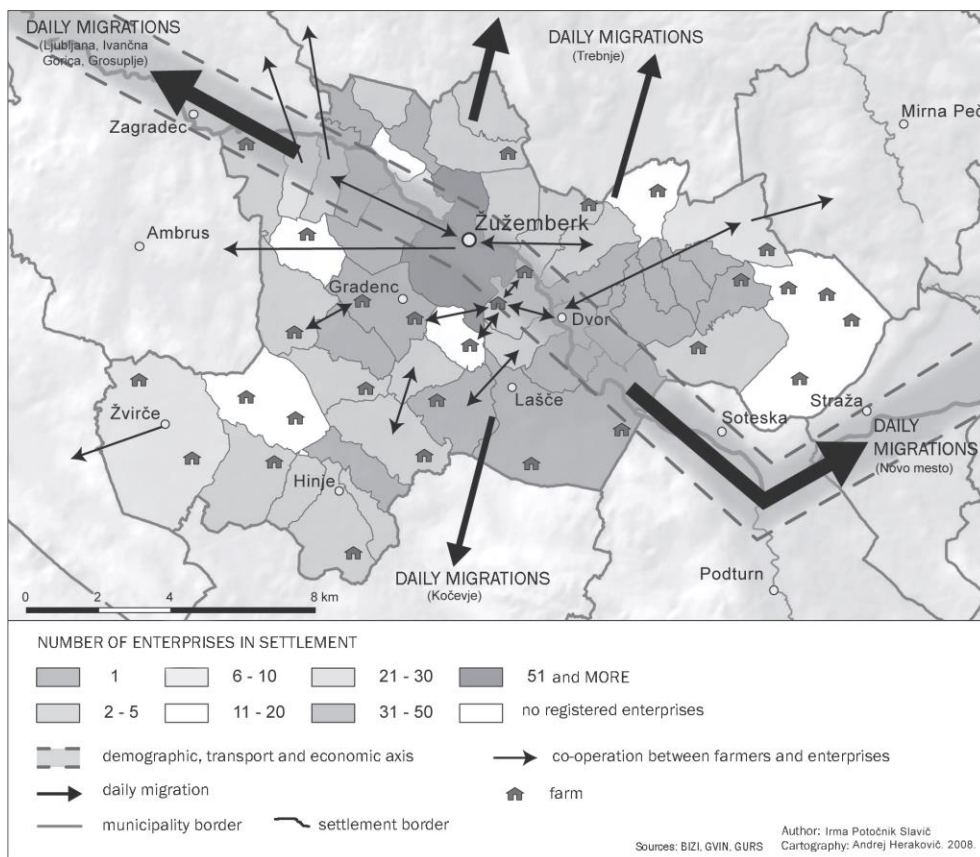 DAILY MIGRATIONS
(Ljubljana, Ivančna
Gorica, Grosuplje)
DAILY MIGRATIONS
(Trebnje)
Zagradec
Mirna Peč
Žužemberk
Ambrus
Gradenc
Dvor
Lašče
Soteska
Straža
Žvirče
DAILY
MIGRATIONS
(Novo mesto)
Hinje
DAILY MIGRATIONS
(Kočevje)
Podturn
0 2 4 8 km
NUMBER OF ENTERPRISES IN SETTLEMENT
1 6 - 10 21 - 30 51 and MORE
2 - 5 11 - 20 31 - 50 no registered enterprises
demographic, transport and economic axis co-operation between farmers and enterprises
daily migration farm
municipality border settlement border
Sources: BIZI, GVIN, GURS
Author: Irma Potočnik Slavič
Cartography: Andrej Herakovič. 2008